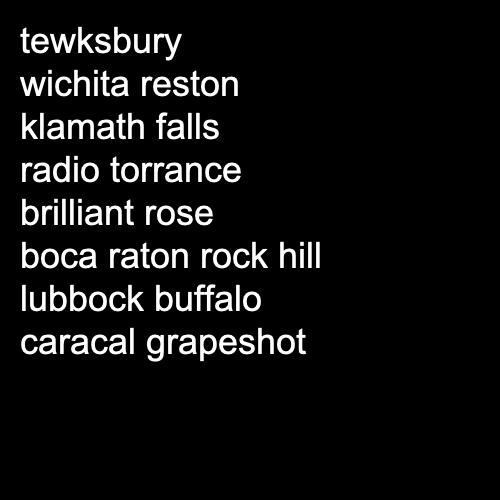 tewksbury
wichita reston
klamath falls
radio torrance
brilliant rose
boca raton rock hill
lubbock buffalo
caracal grapeshot